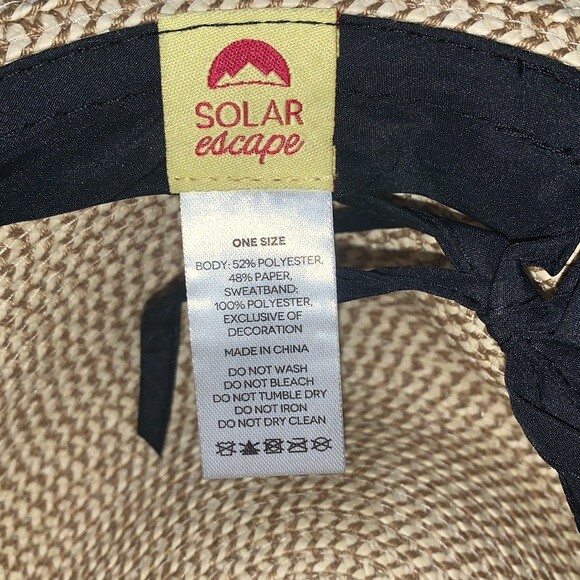 SOLAR
escape
ONE SIZE
BODY: 52% POLYESTER,
48% PAPER,
SWEATBAND:
100% POLYESTER,
EXCLUSIVE OF
DECORATION
MADE IN CHINA
DO NOT WASH
DO NOT BLEACH
DO NOT TUMBLE DRY
DO NOT IRON
DO NOT DRY CLEAN